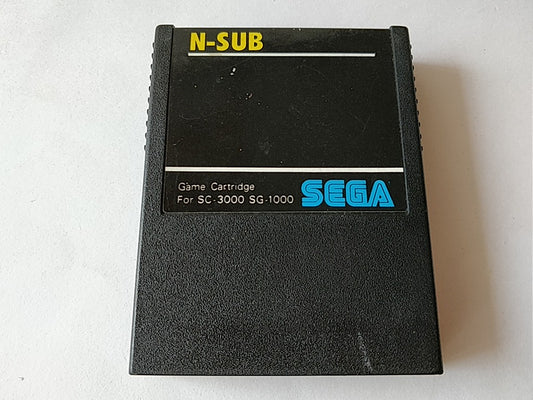 N-SUB
Game Cartridge
For SC-3000 SG-1000
SEGA